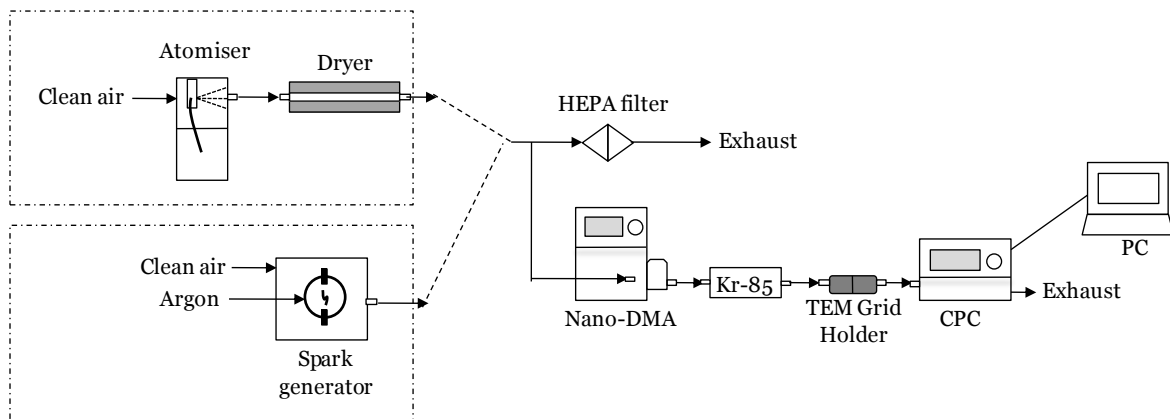 Atomiser
Dryer
Clean air
HEPA filter
Exhaust
Clean air
Argon
Spark
generator
Nano-DMA
Kr-85
TEM Grid
Holder
CPC
Exhaust
PC